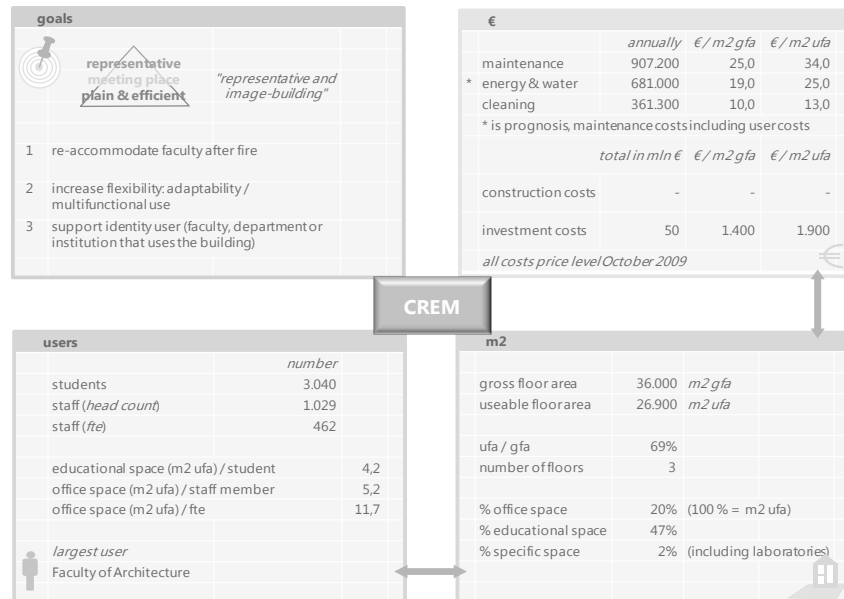 goals
representative
meeting place
plain & efficient
"representative and
image-building"
1 re-accommodate faculty after fire
2 increase flexibility: adaptability /
multifunctional use
3 support identity user (faculty, department or
institution that uses the building)
€
annually € / m2 gfa € / m2 ufa
maintenance 907.200 25,0 34,0
* energy & water 681.000 19,0 25,0
cleaning 361.300 10,0 13,0
* is prognosis, maintenance costs including user costs
total in mln € € / m2 gfa € / m2 ufa
construction costs - - -
investment costs 50 1.400 1.900
all costs price level October 2009
CREM
users
number
students 3.040
staff (head count) 1.029
staff (fte) 462
educational space (m2 ufa) / student 4,2
office space (m2 ufa) / staff member 5,2
office space (m2 ufa) / fte 11,7
largest user
Faculty of Architecture
m2
gross floor area 36.000 m2 gfa
useable floor area 26.900 m2 ufa
ufa / gfa 69%
number of floors 3
% office space 20% (100 % = m2 ufa)
% educational space 47%
% specific space 2% (including laboratories)